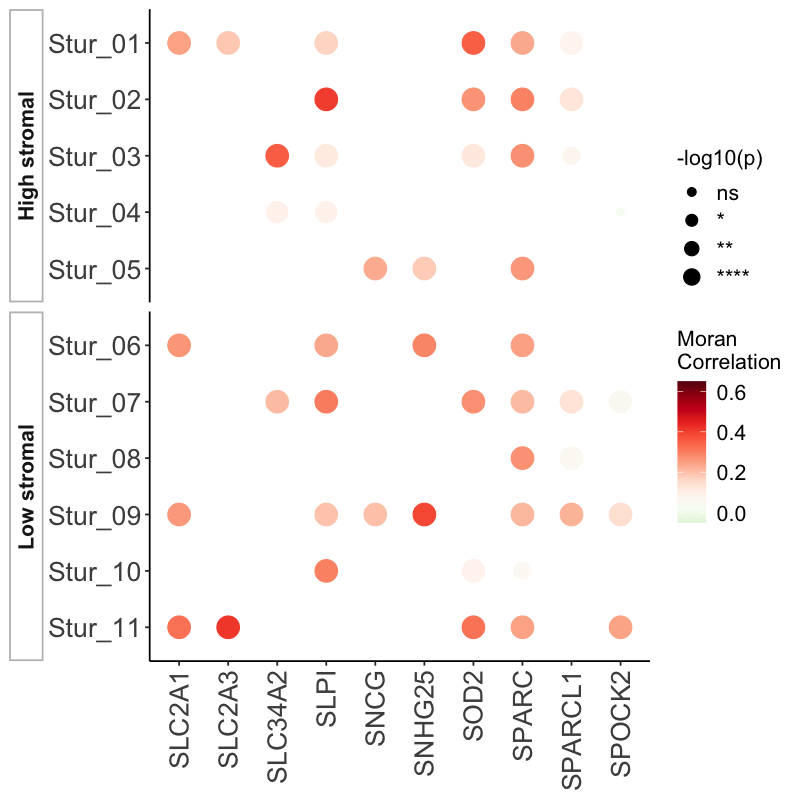 High stromal
Stur_01
Stur_02
Stur_03
Stur_04
Stur_05
Low stromal
Stur_06
Stur_07
Stur_08
Stur_09
Stur_10
Stur_11
SLC2A1
SLC2A3
SLC34A2
SLPI
SNCG
SNHG25
SOD2
SPARC
SPARCL1
SPOCK2
-log10(p)
ns
*
**
****
Moran
Correlation
0.6
0.4
0.2
0.0